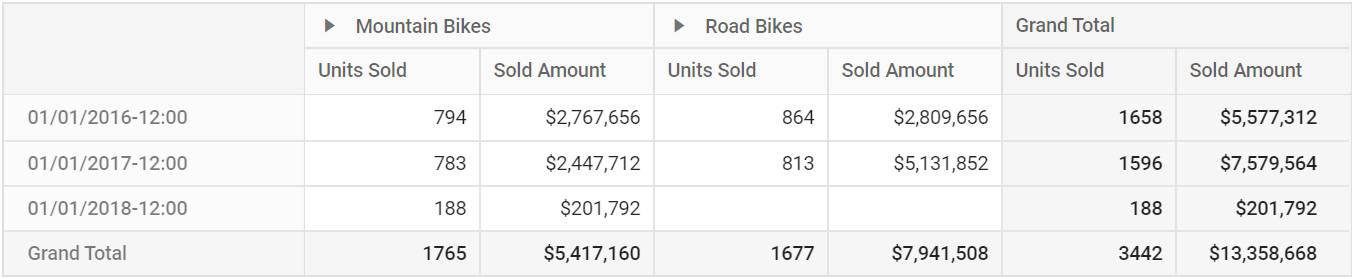 Mountain Bikes Road Bikes Grand Total
Units Sold Sold Amount Units Sold Sold Amount Units Sold Sold Amount
01/01/2016-12:00 794 $2,767,656 864 $2,809,656 1658 $5,577,312
01/01/2017-12:00 783 $2,447,712 813 $5,131,852 1596 $7,579,564
01/01/2018-12:00 188 $201,792 188 $201,792
Grand Total 1765 $5,417,160 1677 $7,941,508 3442 $13,358,668